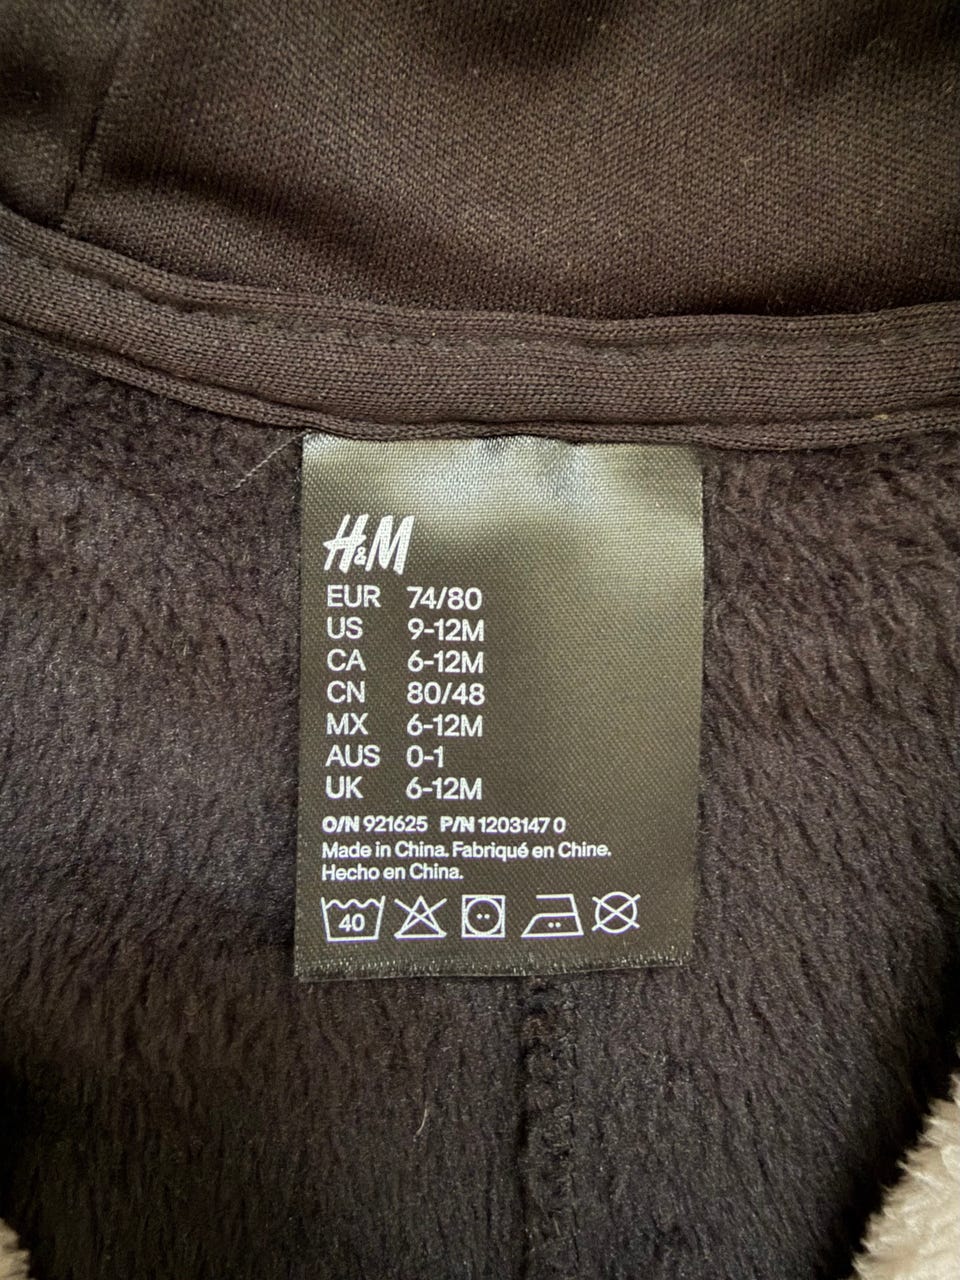 H&M
EUR 74/80
US 9-12M
CA 6-12M
CN 80/48
MX 6-12M
AUS 0-1
UK 6-12M
O/N 921625 P/N 1203147 0
Made in China. Fabriqué en Chine.
Hecho en China.
40